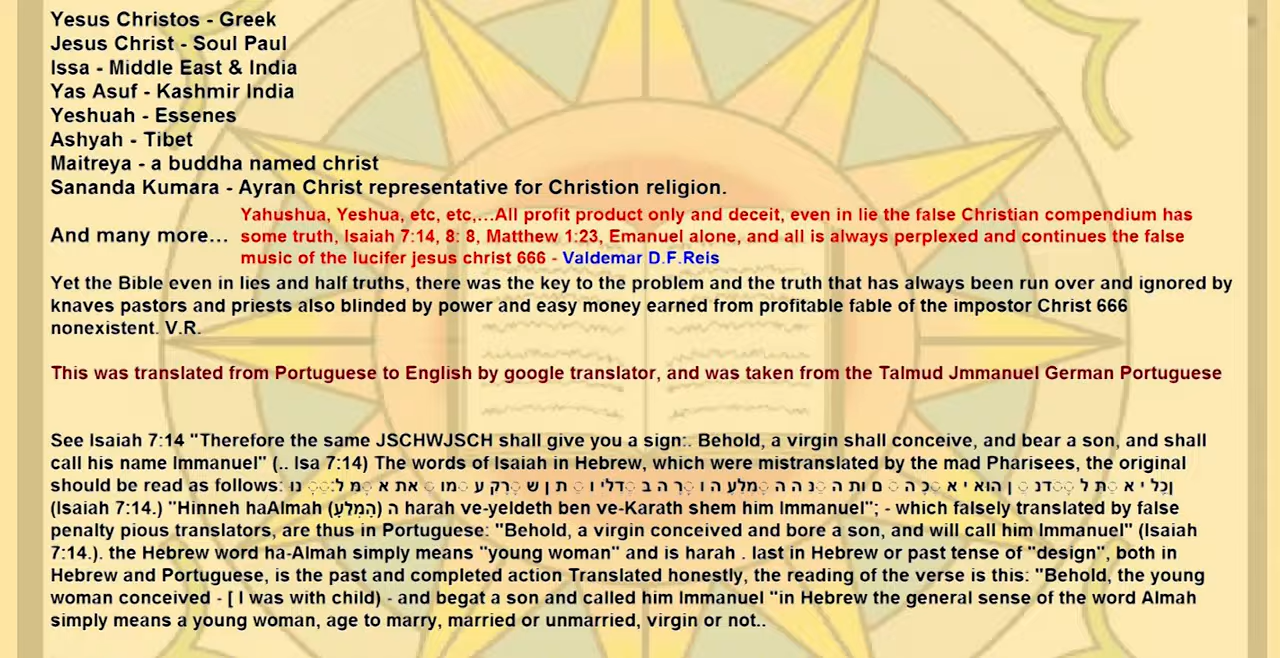 Yesus Christos - Greek
Jesus Christ - Soul Paul
Issa - Middle East & India
Yas Asuf - Kashmir India
Yeshuah - Essenes
Ashyah - Tibet
Maitreya - a buddha named christ
Sananda Kumara - Ayran Christ representative for Christion religion.
Yahushua, Yeshua, etc, etc,...All profit product only and deceit, even in lie the false Christian compendium has
And many more... some truth, Isaiah 7:14, 8: 8, Matthew 1:23, Emanuel alone, and all is always perplexed and continues the false
music of the lucifer jesus christ 666 - Valdemar D.F.Reis
Yet the Bible even in lies and half truths, there was the key to the problem and the truth that has always been run over and ignored by
knaves pastors and priests also blinded by power and easy money earned from profitable fable of the impostor Christ 666
nonexistent. V.R.
This was translated from Portuguese to English by google translator, and was taken from the Talmud Jmmanuel German Portuguese
See Isaiah 7:14 "Therefore the same JSCHWJSCH shall give you a sign:. Behold, a virgin shall conceive, and bear a son, and shall
call his name Immanuel" (.. Isa 7:14) The words of Isaiah in Hebrew, which were mistranslated by the mad Pharisees, the original
should be read as follows:
(Isaiah 7:14.) "Hinneh haAlmah (הָמְלַעָ) ה harah ve-yeldeth ben ve-Karath shem him Immanuel"; - which falsely translated by false
penalty pious translators, are thus in Portuguese: "Behold, a virgin conceived and bore a son, and will call him Immanuel" (Isaiah
7:14.). the Hebrew word ha-Almah simply means "young woman" and is harah . last in Hebrew or past tense of "design", both in
Hebrew and Portuguese, is the past and completed action Translated honestly, the reading of the verse is this: "Behold, the young
woman conceived - [ I was with child) - and begat a son and called him Immanuel "in Hebrew the general sense of the word Almah
simply means a young woman, age to marry, married or unmarried, virgin or not..